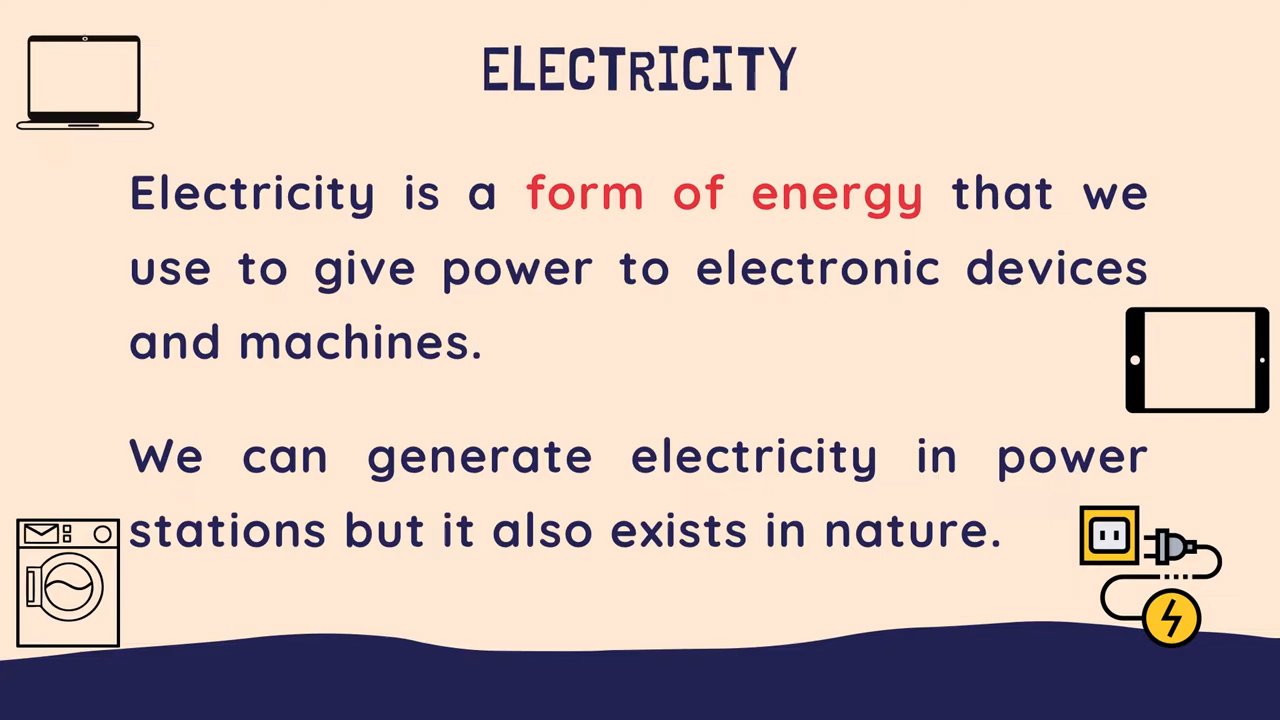 ELECTRICITY
Electricity is a form of energy that we
use to give power to electronic devices
and machines.
We can generate electricity in power
stations but it also exists in nature.